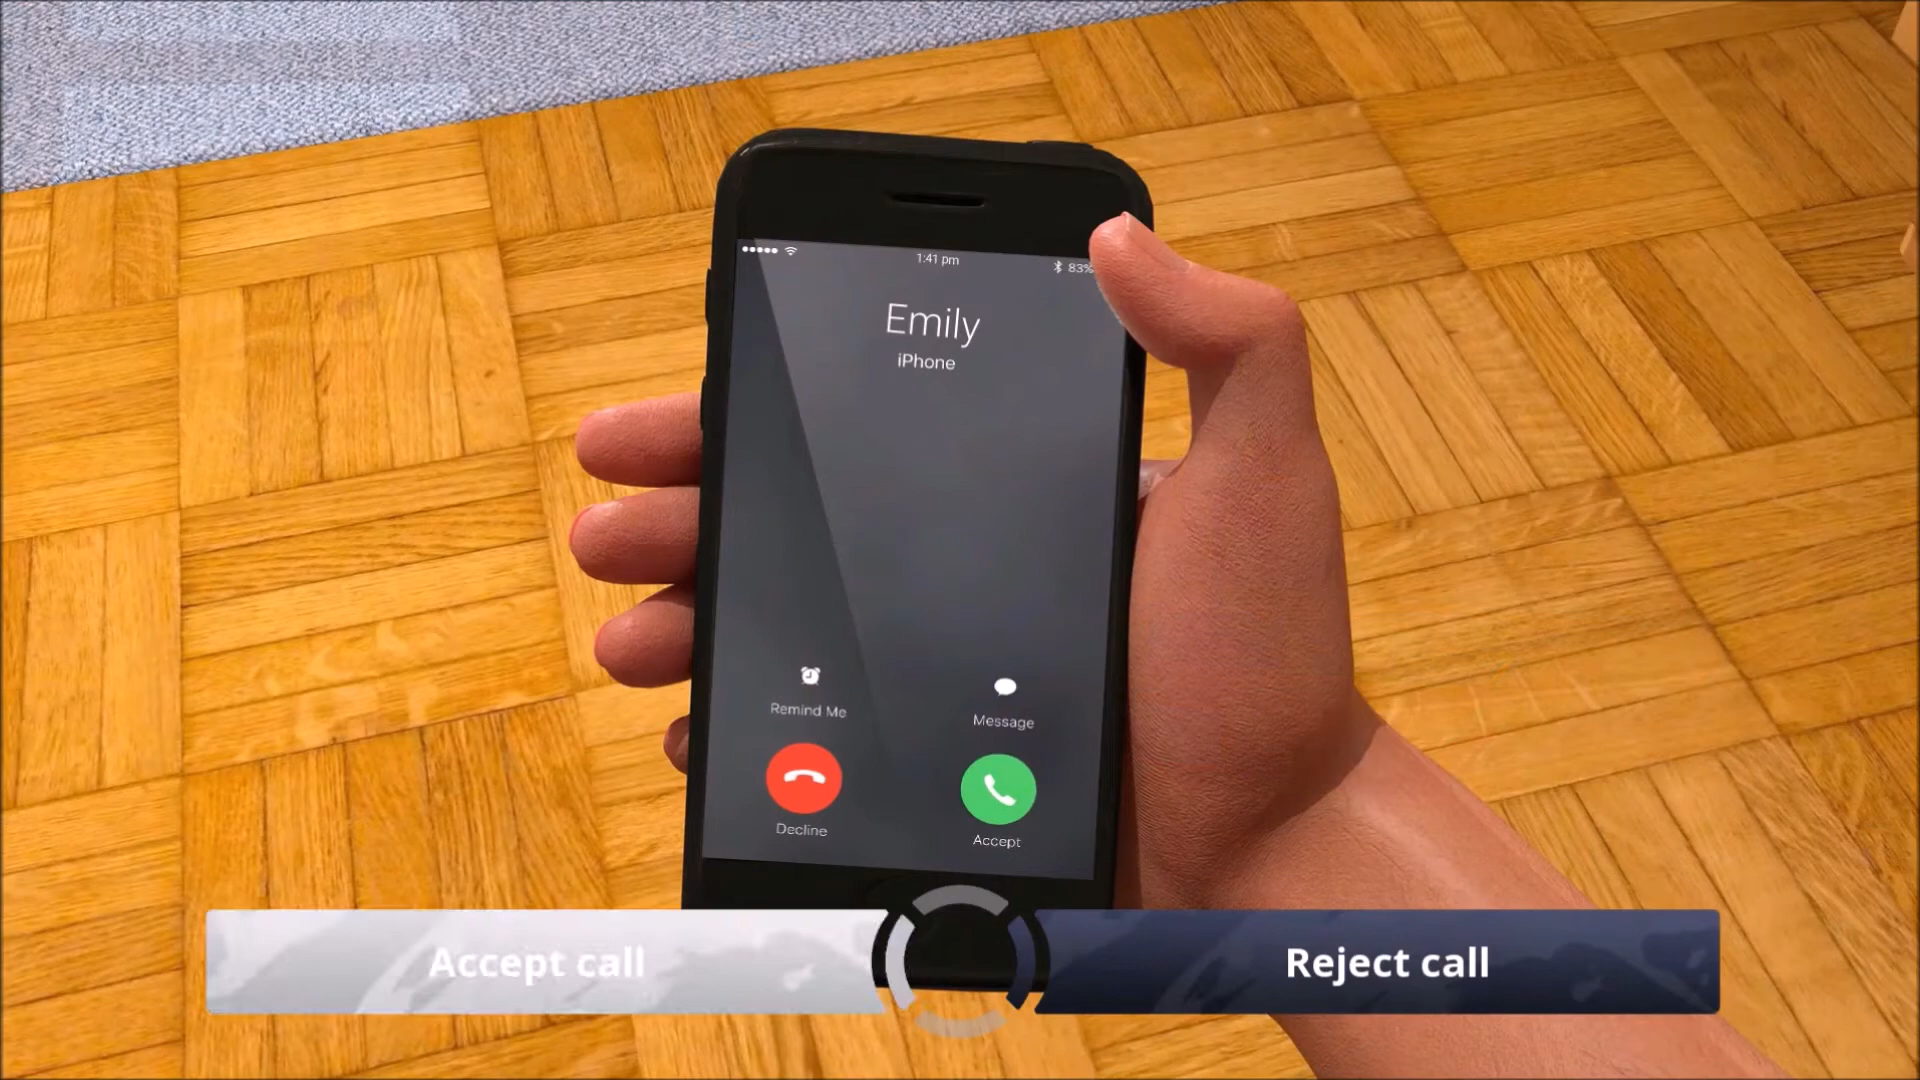 1:41 pm
83%
Emily
iPhone
Remind Me
Message
Decline
Accept
Accept call
Reject call